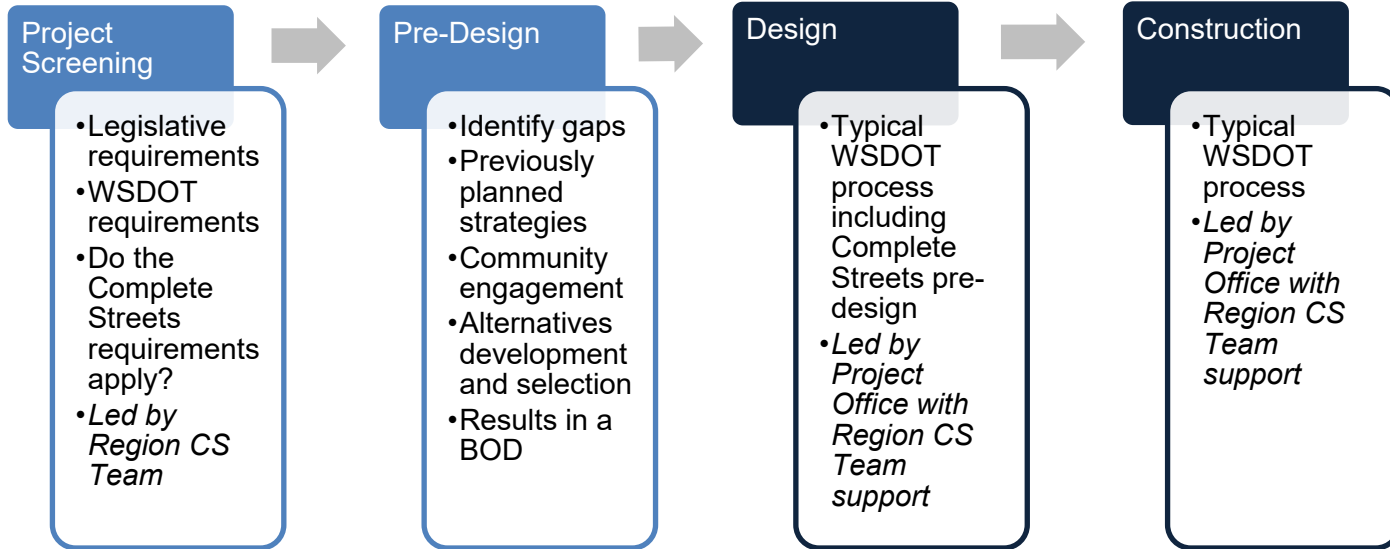 Project
Screening
•Legislative
requirements
•WSDOT
requirements
•Do the
Complete
Streets
requirements
apply?
•Led by
Region CS
Team
Pre-Design
•Identify gaps
•Previously
planned
strategies
•Community
engagement
•Alternatives
development
and selection
•Results in a
BOD
Design
•Typical
WSDOT
process
including
Complete
Streets pre-
design
•Led by
Project
Office with
Region CS
Team
support
Construction
•Typical
WSDOT
process
•Led by
Project
Office with
Region CS
Team
support